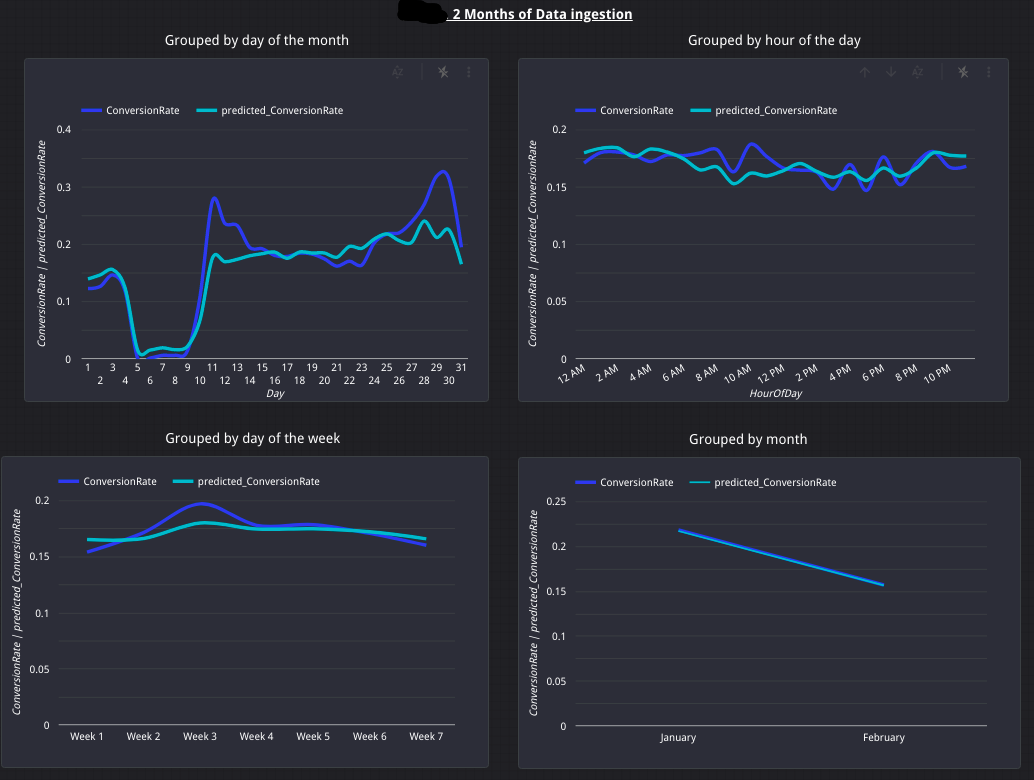 2 Months of Data ingestion
Grouped by day of the month
ConversionRate
predicted_ConversionRate
ConversionRate | predicted_ConversionRate
0.4
0.3
0.2
0.1
0
1 3 5 7 9 11 13 15 17 19 21 23 25 27 29 31
2 4 6 8 10 12 14 16 18 20 22 24 26 28 30
Day
Grouped by hour of the day
ConversionRate
predicted_ConversionRate
ConversionRate | predicted_ConversionRate
0.2
0.15
0.1
0.05
0
12 AM 2 AM 4 AM 6 AM 8 AM 10 AM 12 PM 2 PM 4 PM 6 PM 8 PM 10 PM
HourOfDay
Grouped by day of the week
ConversionRate
predicted_ConversionRate
ConversionRate | predicted_ConversionRate
0.2
0.15
0.1
0.05
0
Week 1 Week 2 Week 3 Week 4 Week 5 Week 6 Week 7
Grouped by month
ConversionRate
predicted_ConversionRate
ConversionRate | predicted_ConversionRate
0.25
0.2
0.15
0.1
0.05
0
January February